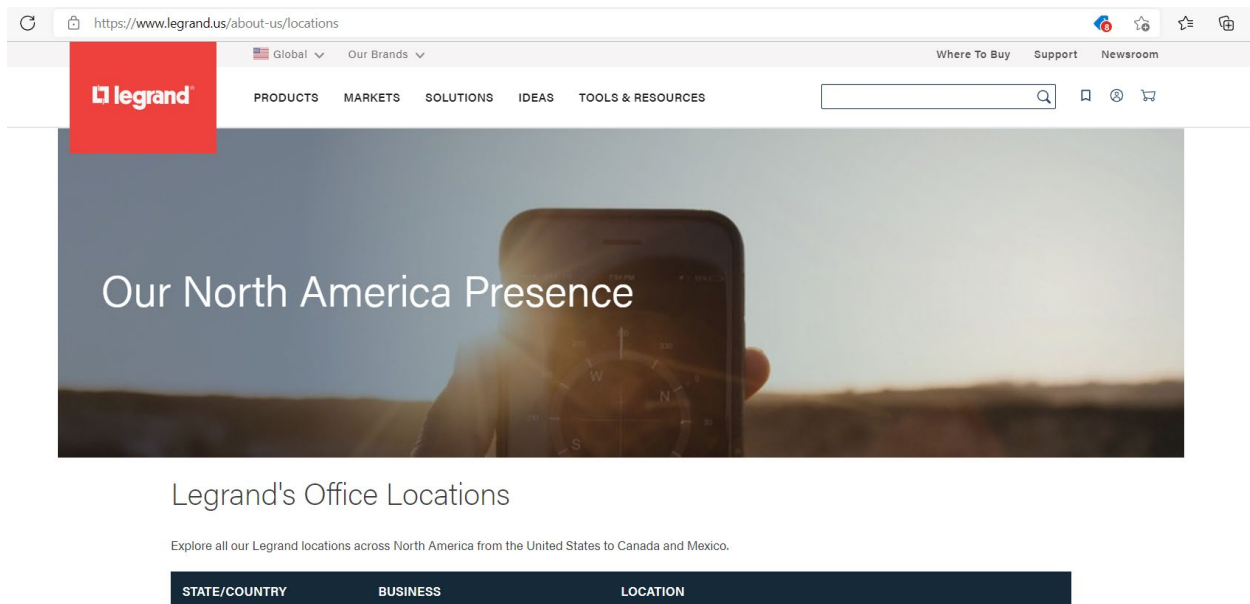 https://www.legrand.us/about-us/locations
8
Global Our Brands Where To Buy Support Newsroom
legrand®
PRODUCTS MARKETS SOLUTIONS IDEAS TOOLS & RESOURCES
Our North America Presence
W
N
S
30
Legrand's Office Locations
Explore all our Legrand locations across North America from the United States to Canada and Mexico.
STATE/COUNTRY BUSINESS LOCATION